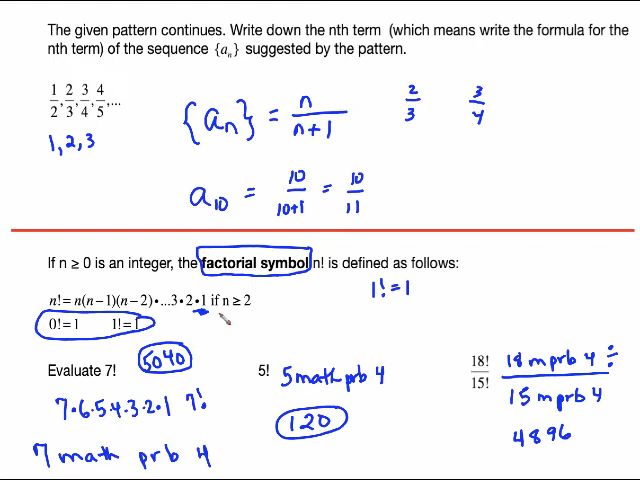 The given pattern continues. Write down the nth term (which means write the formula for the
nth term) of the sequence {aₙ} suggested by the pattern.
1/2, 2/3, 3/4, 4/5, ...
{aₙ} = n/(n+1)
2/3 3/4
1, 2, 3
a₁₀ = 10/(10+1) = 10/11
If n ≥ 0 is an integer, the factorial symbol n! is defined as follows:
n! = n(n−1)(n−2)•...3•2•1 if n ≥ 2
1! = 1
0! = 1 1! = 1
Evaluate 7! 5040
5! 5 math prb 4
18!/15! 18 m prb 4 ÷
15 m prb 4
7•6•5•4•3•2•1 7!
120
4896
7 math prb 4